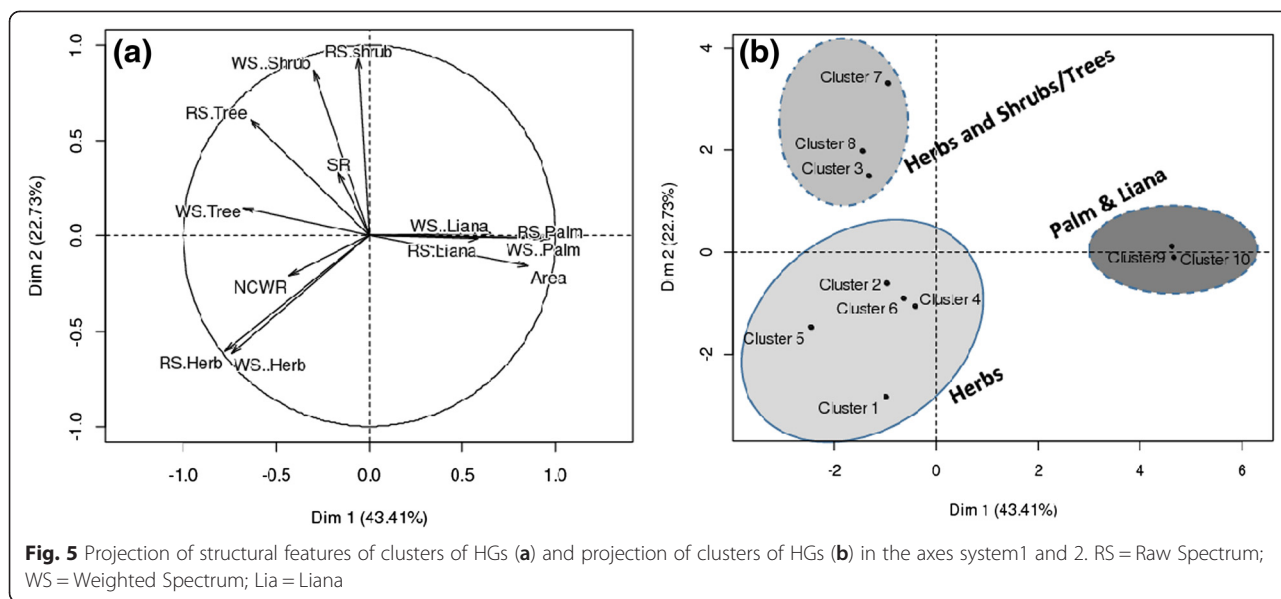 (a)
1.0
0.5
0.0
-0.5
-1.0
Dim 2 (22.73%)
RS.shrub
WS..Shrub
RS.Tree
SR
WS.Tree
WS..Liana
RS.Palm
RS.Liana
WS..Palm
Area
NCWR
RS.Herb
WS..Herb
-1.0
-0.5
0.0
0.5
1.0
Dim 1 (43.41%)
(b)
4
2
0
-2
Dim 2 (22.73%)
Cluster 7
Cluster 8
Cluster 3
Herbs and Shrubs/Trees
Palm & Liana
Cluster9
Cluster 10
Cluster 2
Cluster 4
Cluster 6
Cluster 5
Cluster 1
Herbs
-2
0
2
4
6
Dim 1 (43.41%)
Fig. 5 Projection of structural features of clusters of HGs (a) and projection of clusters of HGs (b) in the axes system1 and 2. RS = Raw Spectrum;
WS = Weighted Spectrum; Lia = Liana